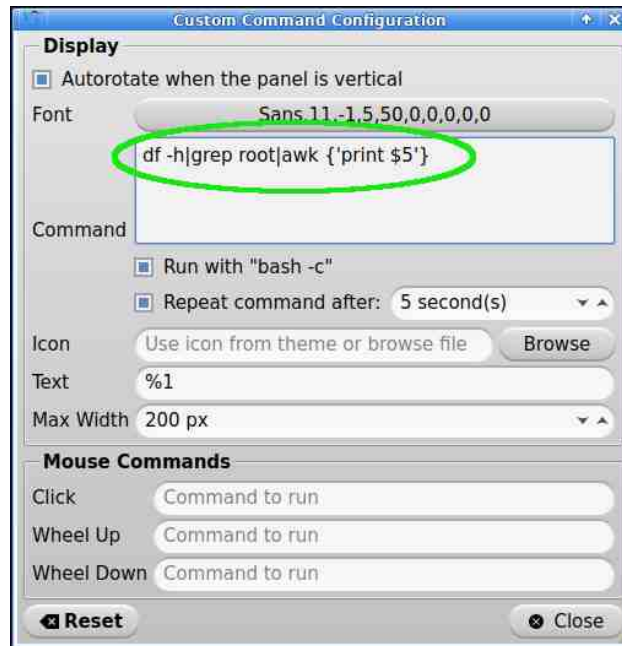 Custom Command Configuration
Display
Autorotate when the panel is vertical
Font Sans,11,-1,5,50,0,0,0,0,0
df -h|grep root|awk {'print $5'}
Command
Run with "bash -c"
Repeat command after: 5 second(s)
Icon Use icon from theme or browse file Browse
Text %1
Max Width 200 px
Mouse Commands
Click Command to run
Wheel Up Command to run
Wheel Down Command to run
Reset Close